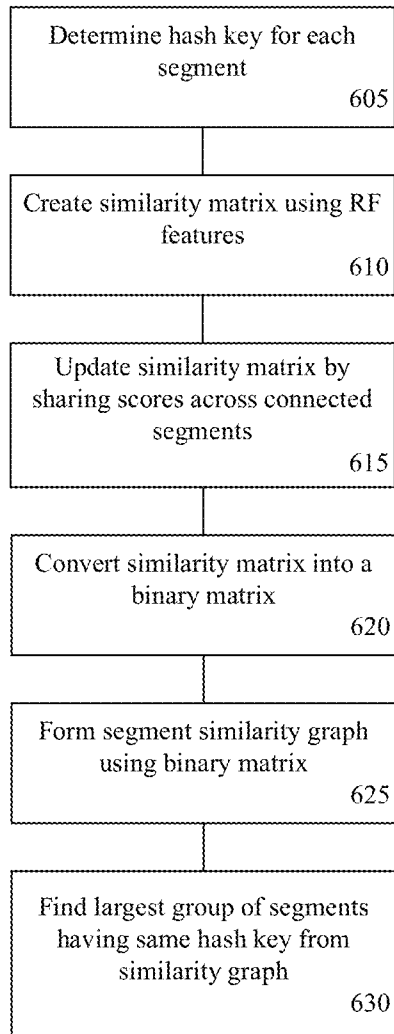 Determine hash key for each
segment
605
Create similarity matrix using RF
features
610
Update similarity matrix by
sharing scores across connected
segments
615
Convert similarity matrix into a
binary matrix
620
Form segment similarity graph
using binary matrix
625
Find largest group of segments
having same hash key from
similarity graph
630